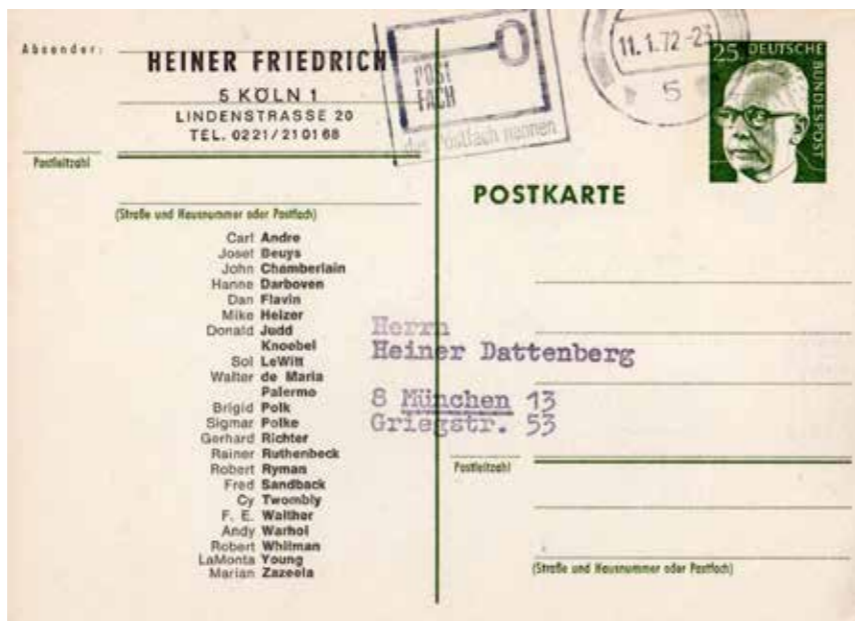 Absender:
HEINER FRIEDRICH
5 KÖLN 1
LINDENSTRASSE 20
TEL. 0221/210168
Postleitzahl
(Straße und Hausnummer oder Postfach)
Carl Andre
Josef Beuys
John Chamberlain
Hanne Darboven
Dan Flavin
Mike Heizer
Donald Judd
Knoebel
Sol LeWitt
Walter de Maria
Palermo
Brigid Polk
Sigmar Polke
Gerhard Richter
Rainer Ruthenbeck
Robert Ryman
Fred Sandback
Cy Twombly
F. E. Walther
Andy Warhol
Robert Whitman
LaMonta Young
Marian Zazeela
POST
FACH
Postfach nennen
11.1.72-23
5
25 DEUTSCHE
BUNDESPOST
POSTKARTE
Herrn
Heiner Dattenberg
8 München 13
Griegstr. 53
Postleitzahl
(Straße und Hausnummer oder Postfach)